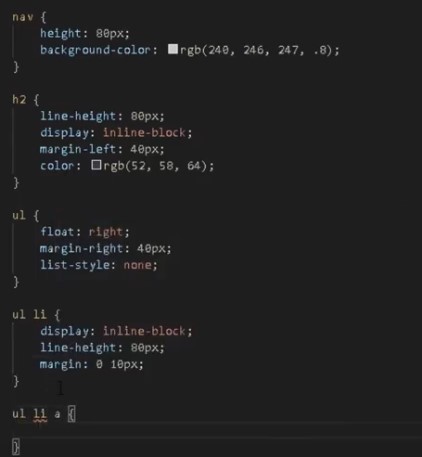 nav {
height: 80px;
background-color: rgb(240, 246, 247, .8);
}
h2 {
line-height: 80px;
display: inline-block;
margin-left: 40px;
color: rgb(52, 58, 64);
}
ul {
float: right;
margin-right: 40px;
list-style: none;
}
ul li {
display: inline-block;
line-height: 80px;
margin: 0 10px;
}
ul li a {
}